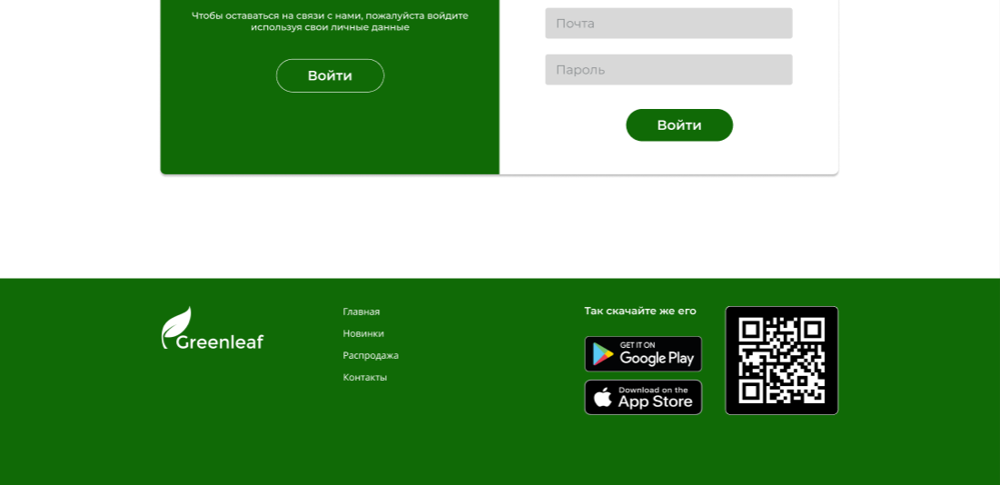 Чтобы оставаться на связи с нами, пожалуйста войдите
используя свои личные данные
Войти
Почта
Пароль
Войти
Greenleaf
Главная
Новинки
Распродажа
Контакты
Так скачайте же его
GET IT ON
Google Play
Download on the
App Store